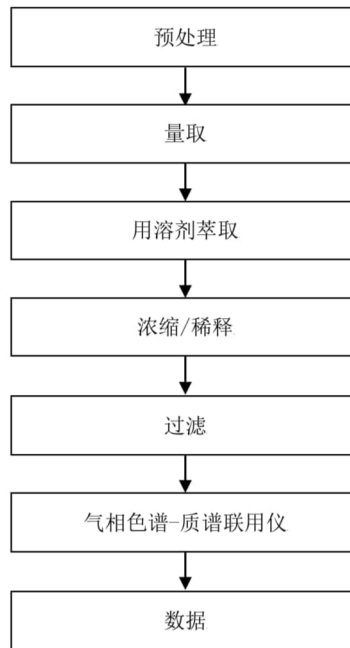 预处理
量取
用溶剂萃取
浓缩/稀释
过滤
气相色谱-质谱联用仪
数据